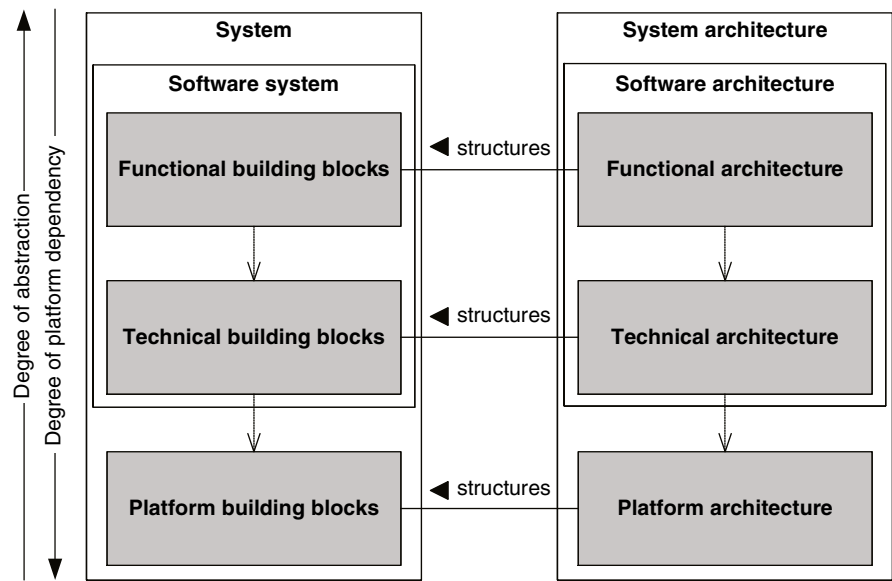 Degree of abstraction
Degree of platform dependency
System
Software system
Functional building blocks
Technical building blocks
Platform building blocks
structures
structures
structures
System architecture
Software architecture
Functional architecture
Technical architecture
Platform architecture